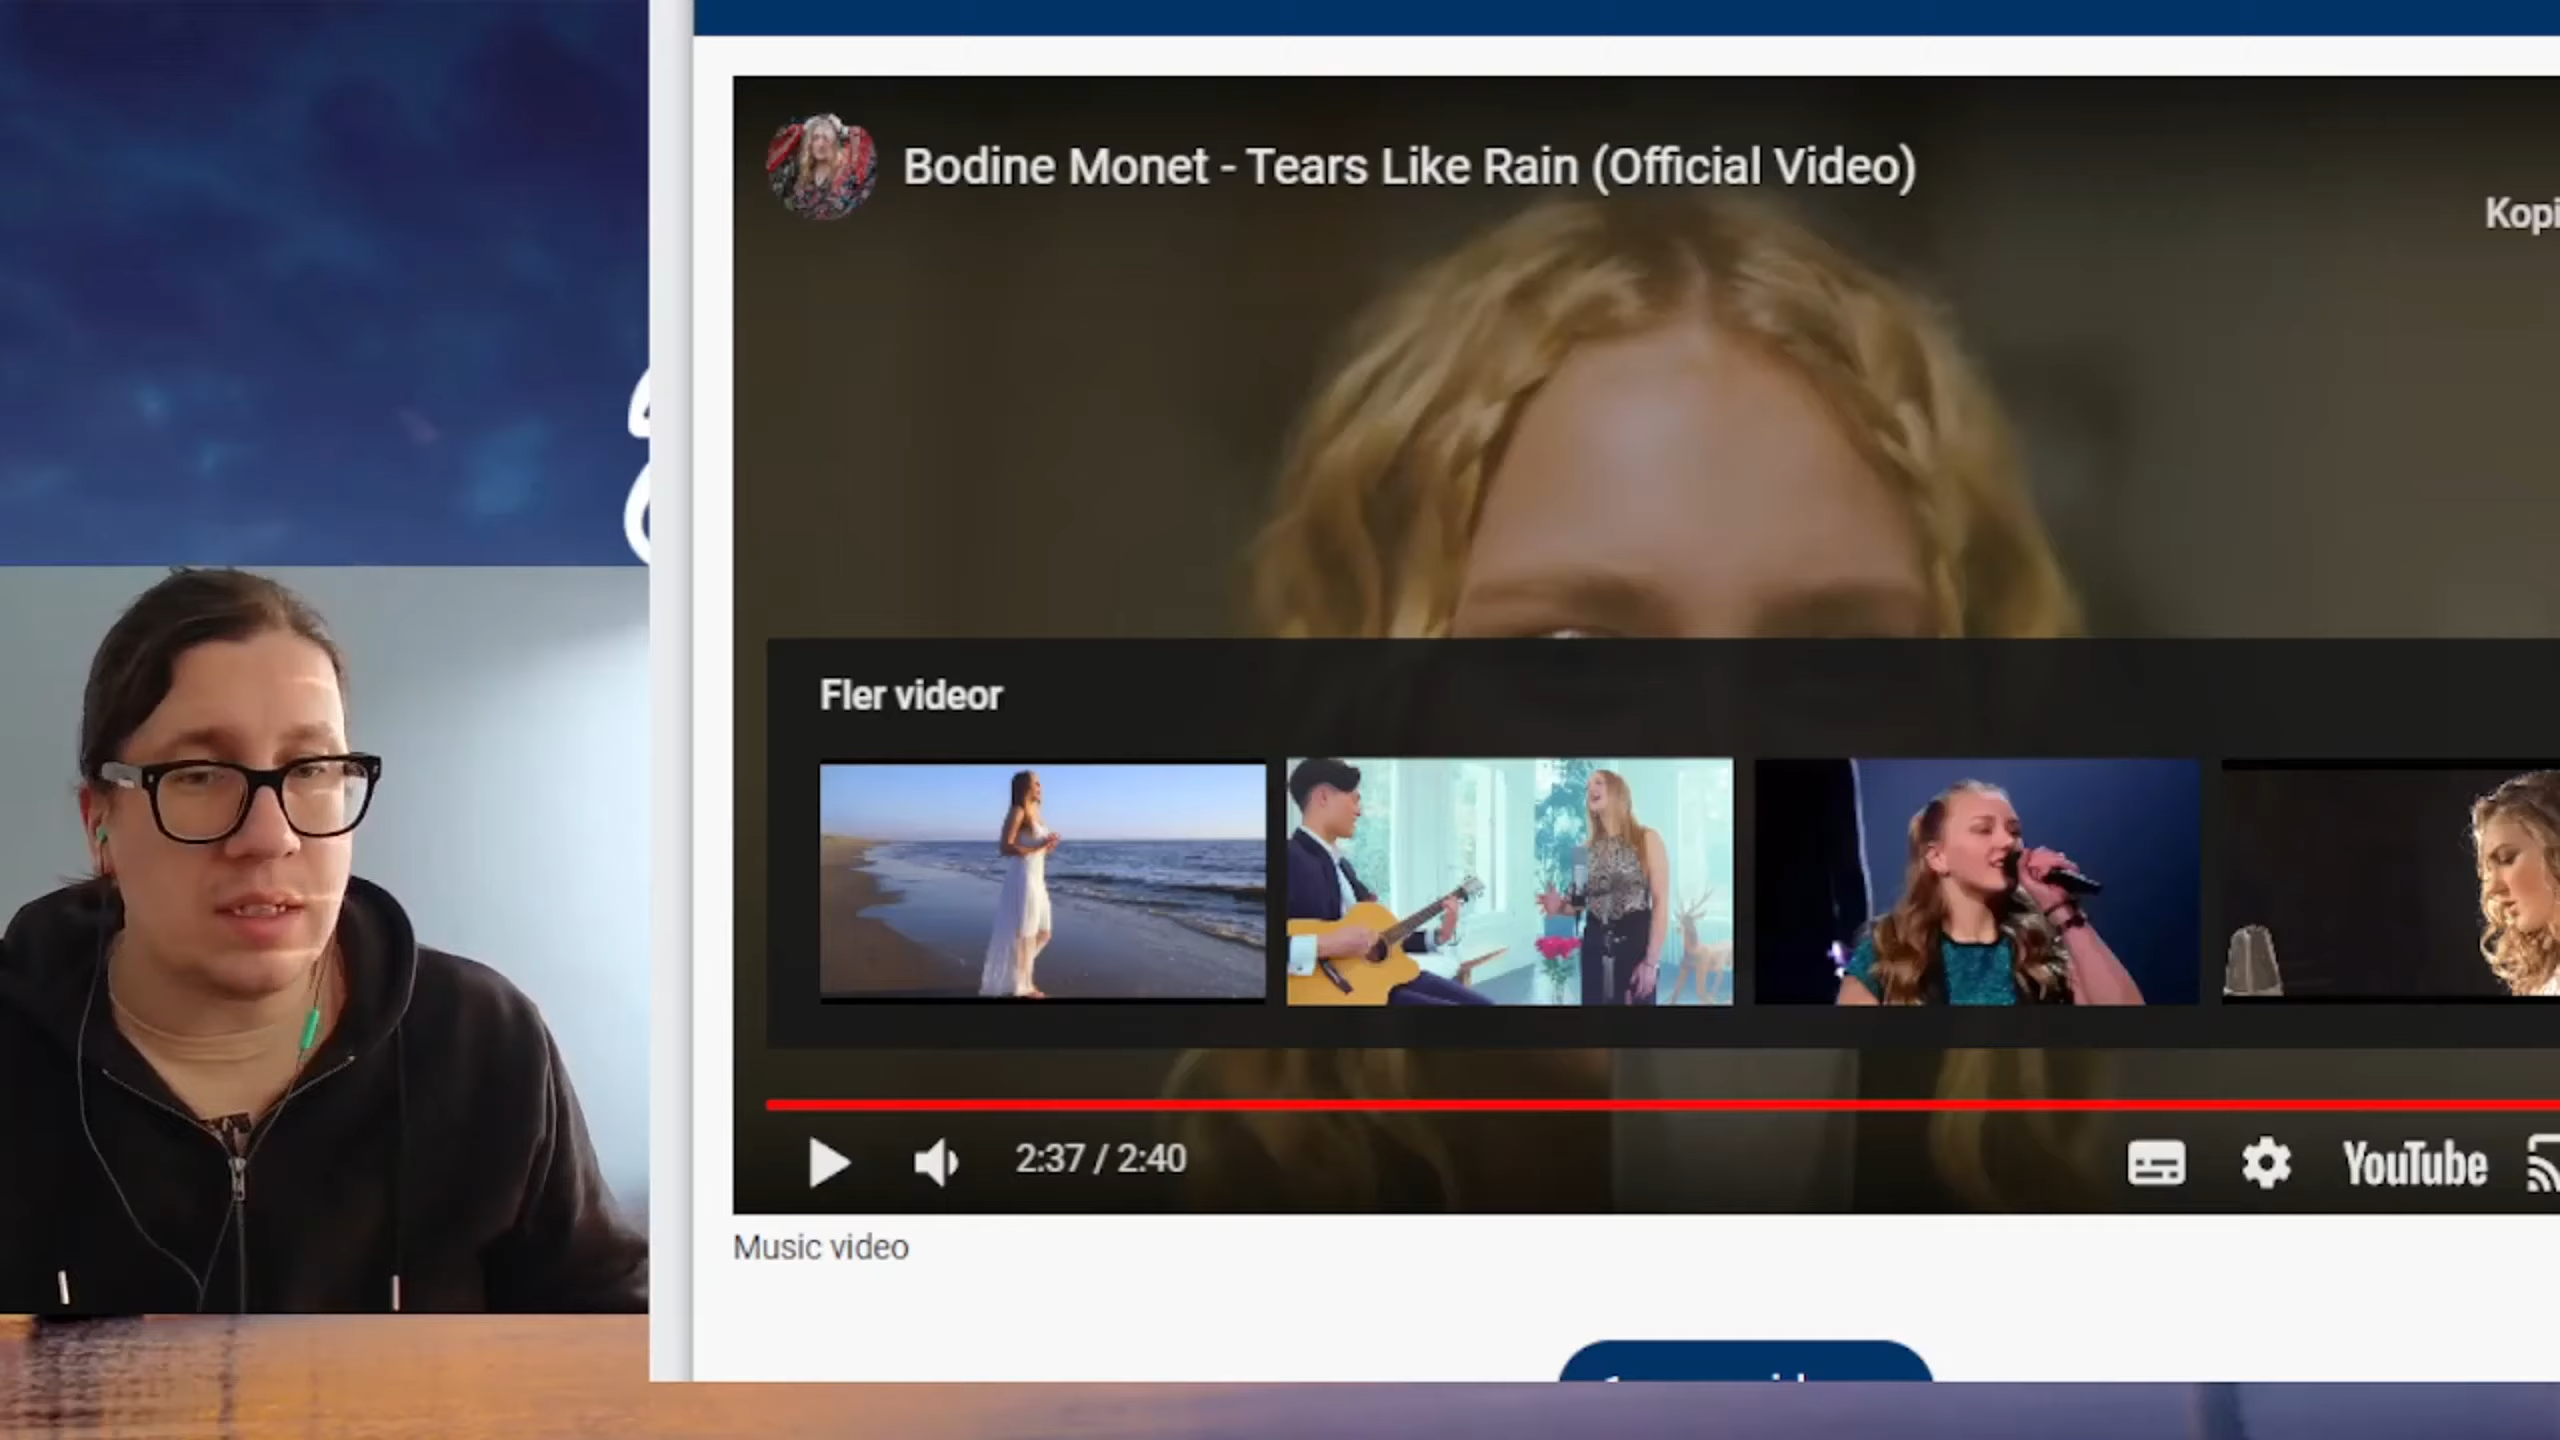 Bodine Monet - Tears Like Rain (Official Video)
Fler videor
2:37 / 2:40
YouTube
Music video